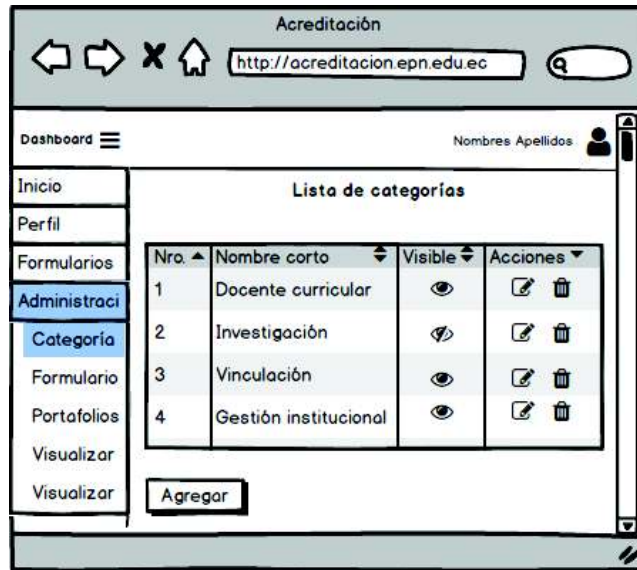 Acreditación
http://acreditacion.epn.edu.ec
Dashboard
Nombres Apellidos
Inicio
Perfil
Formularios
Administraci
Categoría
Formulario
Portafolios
Visualizar
Visualizar
Lista de categorías
Nro. Nombre corto Visible Acciones
1 Docente curricular
2 Investigación
3 Vinculación
4 Gestión institucional
Agregar